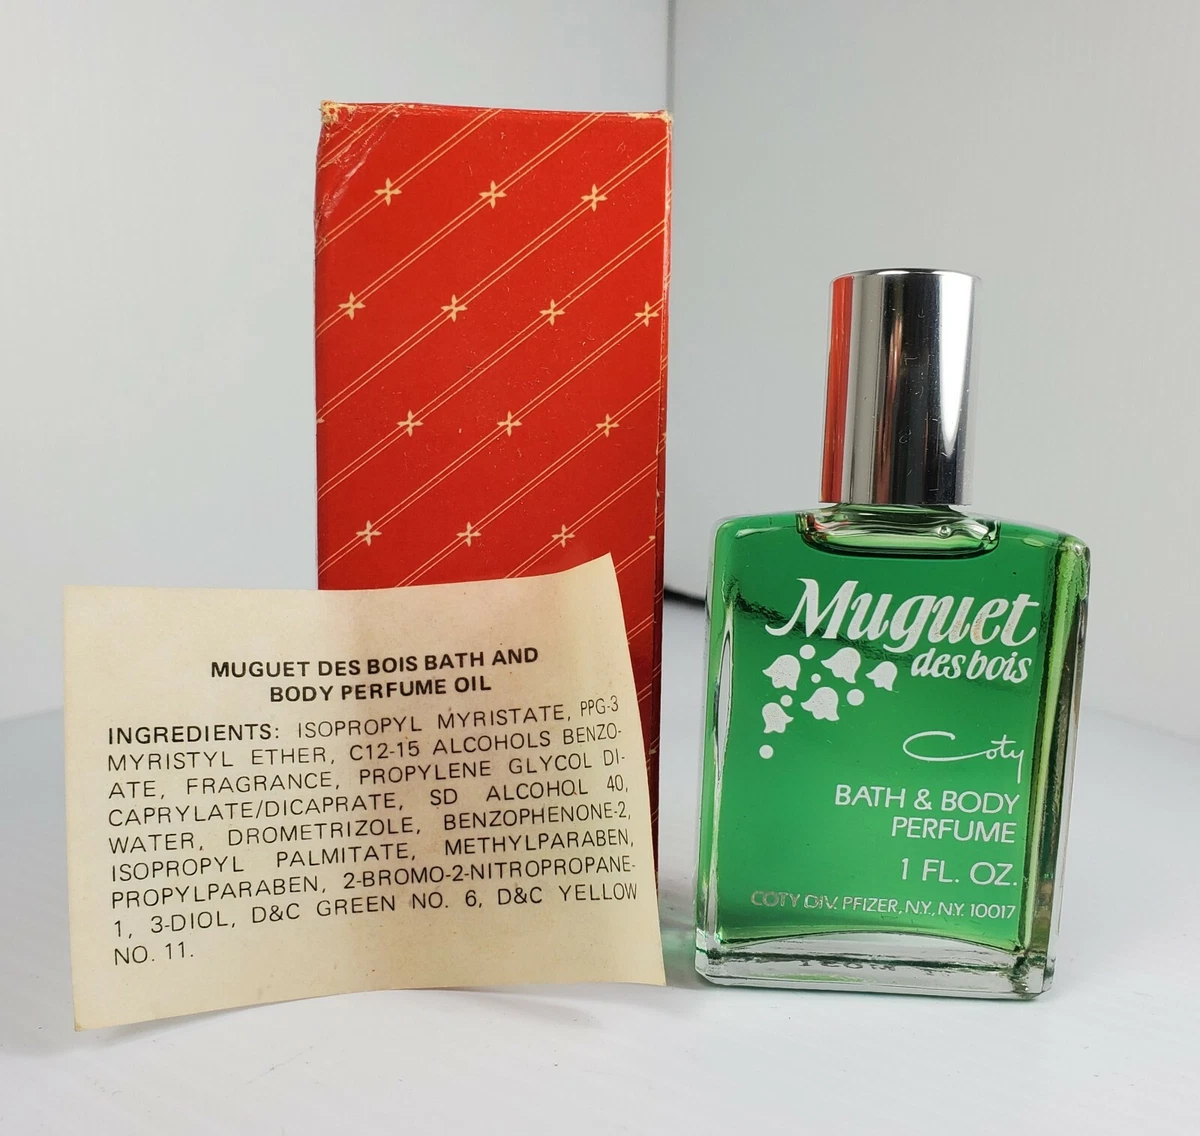 MUGUET DES BOIS BATH AND
BODY PERFUME OIL
INGREDIENTS: ISOPROPYL MYRISTATE, PPG-3
MYRISTYL ETHER, C12-15 ALCOHOLS BENZO-
ATE, FRAGRANCE, PROPYLENE GLYCOL DI-
CAPRYLATE/DICAPRATE, SD ALCOHOL 40,
WATER, DROMETRIZOLE, BENZOPHENONE-2,
ISOPROPYL PALMITATE, METHYLPARABEN,
PROPYLPARABEN, 2-BROMO-2-NITROPROPANE-
1, 3-DIOL, D&C GREEN NO. 6, D&C YELLOW
NO. 11.
Muguet
des bois
Coty
BATH & BODY
PERFUME
1 FL. OZ.
COTY DIV. PFIZER, N.Y., N.Y. 10017